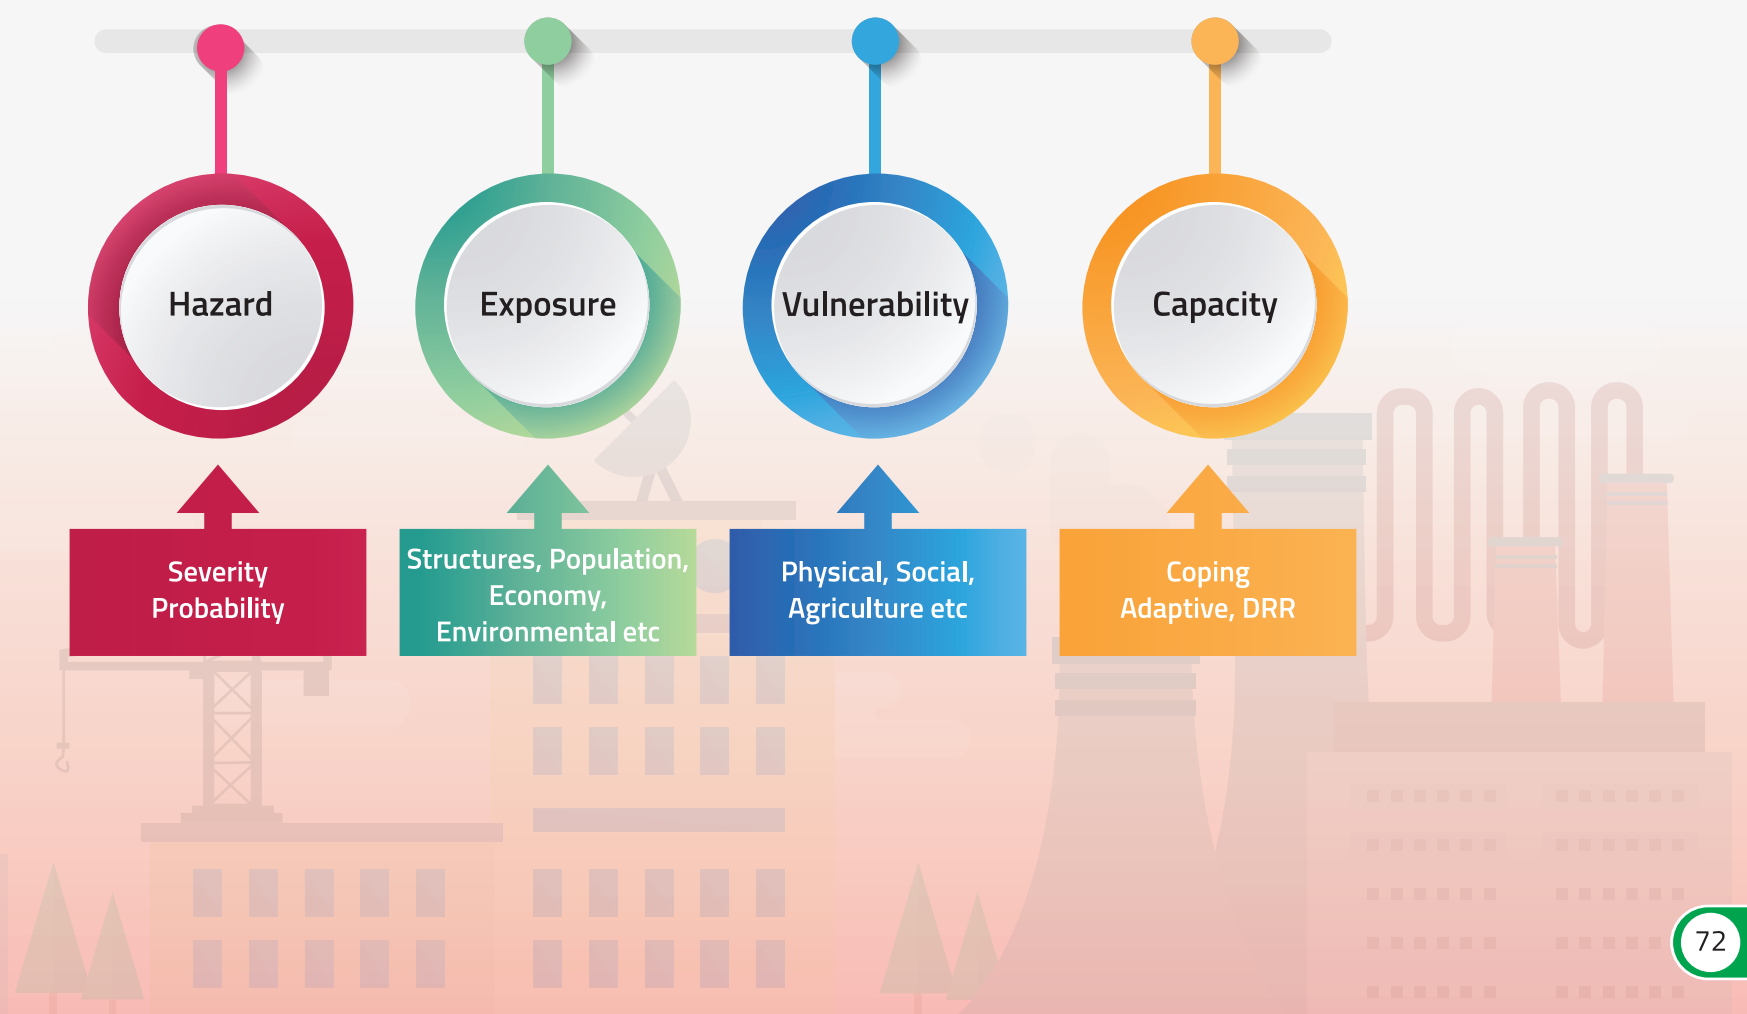 Hazard
Exposure
Vulnerability
Capacity
Severity
Probability
Structures, Population,
Economy,
Environmental etc
Physical, Social,
Agriculture etc
Coping
Adaptive, DRR
72